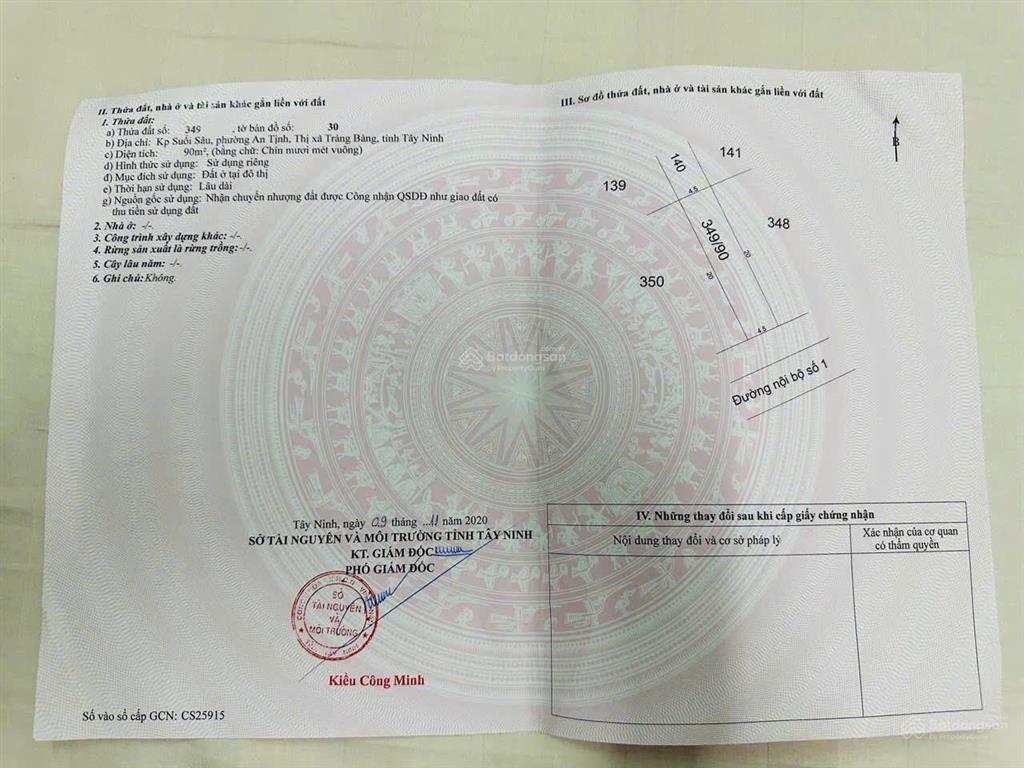 II. Thửa đất, nhà ở và tài sản khác gắn liền với đất
1. Thửa đất:
a) Thửa đất số: 349 , tờ bản đồ số: 30
b) Địa chỉ: Kp Suối Sâu, phường An Tịnh, Thị xã Trảng Bàng, tỉnh Tây Ninh
c) Diện tích: 90m², (bằng chữ: Chín mươi mét vuông)
d) Hình thức sử dụng: Sử dụng riêng
đ) Mục đích sử dụng: Đất ở tại đô thị
e) Thời hạn sử dụng: Lâu dài
g) Nguồn gốc sử dụng: Nhận chuyển nhượng đất được Công nhận QSDĐ như giao đất có
thu tiền sử dụng đất
2. Nhà ở: -/-.
3. Công trình xây dựng khác: -/-.
4. Rừng sản xuất là rừng trồng: -/-.
5. Cây lâu năm: -/-.
6. Ghi chú: Không.
Tây Ninh, ngày 09 tháng ..11 năm 2020
SỞ TÀI NGUYÊN VÀ MÔI TRƯỜNG TỈNH TÂY NINH
KT. GIÁM ĐỐC
PHÓ GIÁM ĐỐC
SỞ
TÀI NGUYÊN
VÀ
MÔI TRƯỜNG
Kiều Công Minh
Số vào sổ cấp GCN: CS25915
III. Sơ đồ thửa đất, nhà ở và tài sản khác gắn liền với đất
B
140
141
139
4.5
349/90
348
20
20
350
4.5
Đường nội bộ số 1
IV. Những thay đổi sau khi cấp giấy chứng nhận
Nội dung thay đổi và cơ sở pháp lý
Xác nhận của cơ quan
có thẩm quyền
Batdongsan
by PropertyGuru
Batdongsan
by PropertyGuru